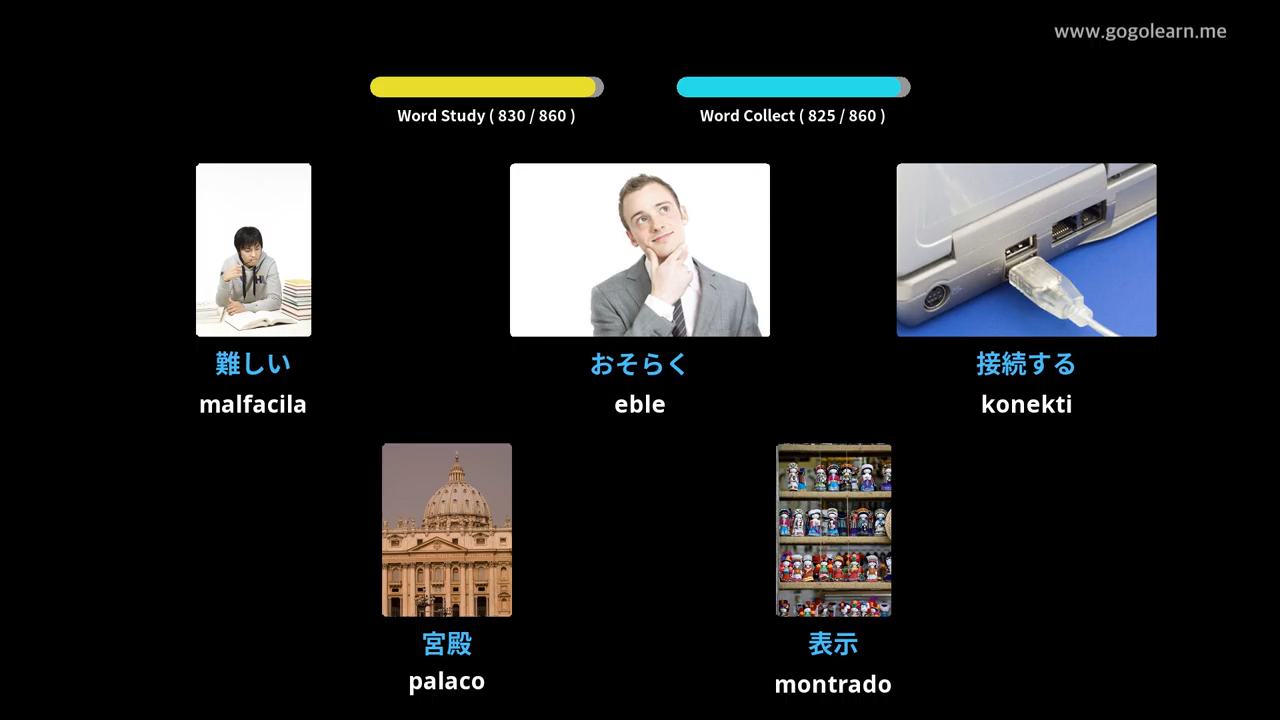 www.gogolearn.me
Word Study ( 830 / 860 )
Word Collect ( 825 / 860 )
難しい
malfacila
おそらく
eble
接続する
konekti
宮殿
palaco
表示
montrado